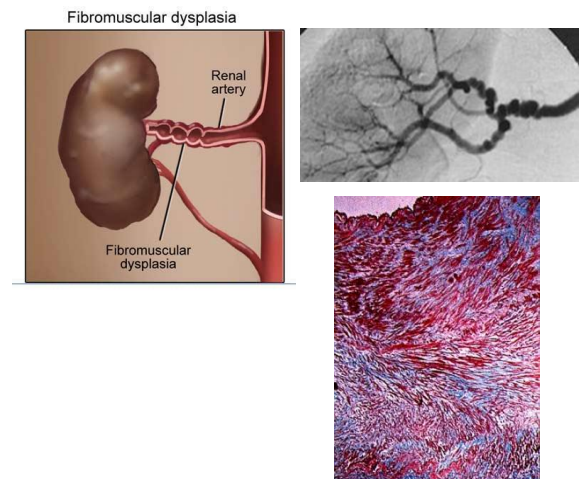 Fibromuscular dysplasia
Renal
artery
Fibromuscular
dysplasia